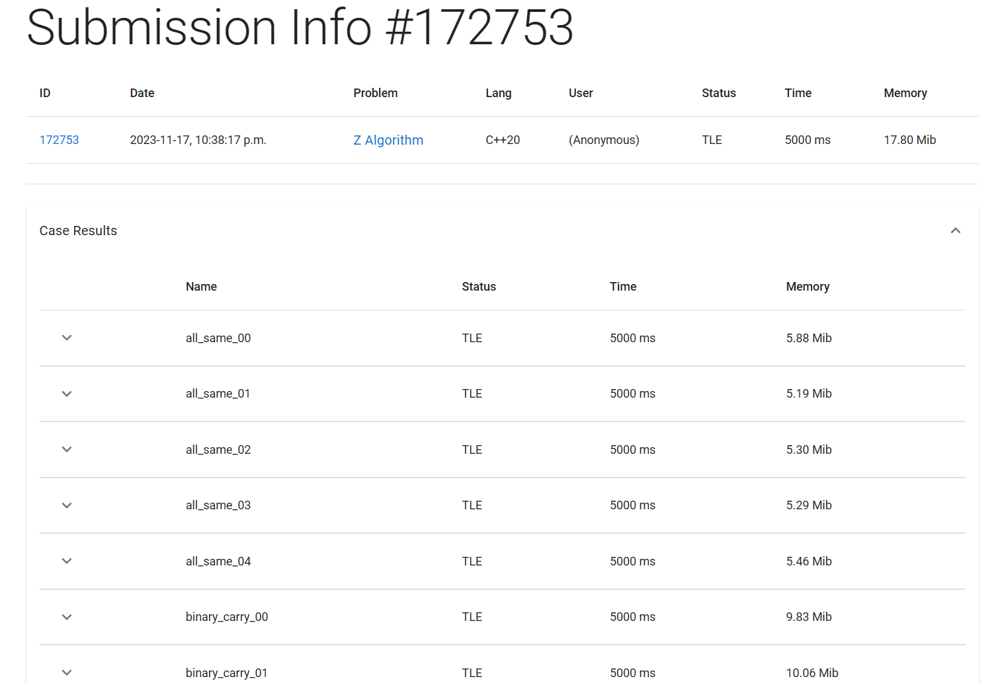 Submission Info #172753
ID Date Problem Lang User Status Time Memory
172753 2023-11-17, 10:38:17 p.m. Z Algorithm C++20 (Anonymous) TLE 5000 ms 17.80 Mib
Case Results
Name Status Time Memory
all_same_00 TLE 5000 ms 5.88 Mib
all_same_01 TLE 5000 ms 5.19 Mib
all_same_02 TLE 5000 ms 5.30 Mib
all_same_03 TLE 5000 ms 5.29 Mib
all_same_04 TLE 5000 ms 5.46 Mib
binary_carry_00 TLE 5000 ms 9.83 Mib
binary_carry_01 TLE 5000 ms 10.06 Mib